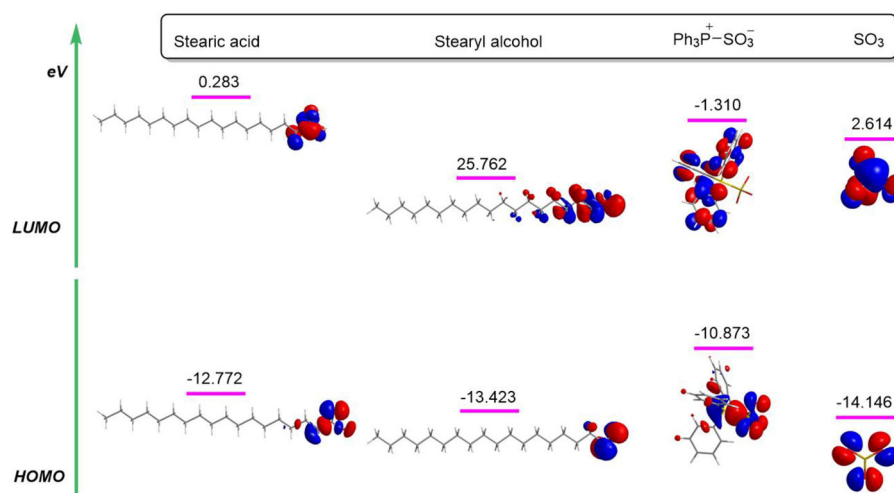 Stearic acid Stearyl alcohol Ph₃P⁺–SO₃⁻ SO₃
eV
0.283
-1.310
2.614
25.762
LUMO
-10.873
-12.772
-13.423
-14.146
HOMO